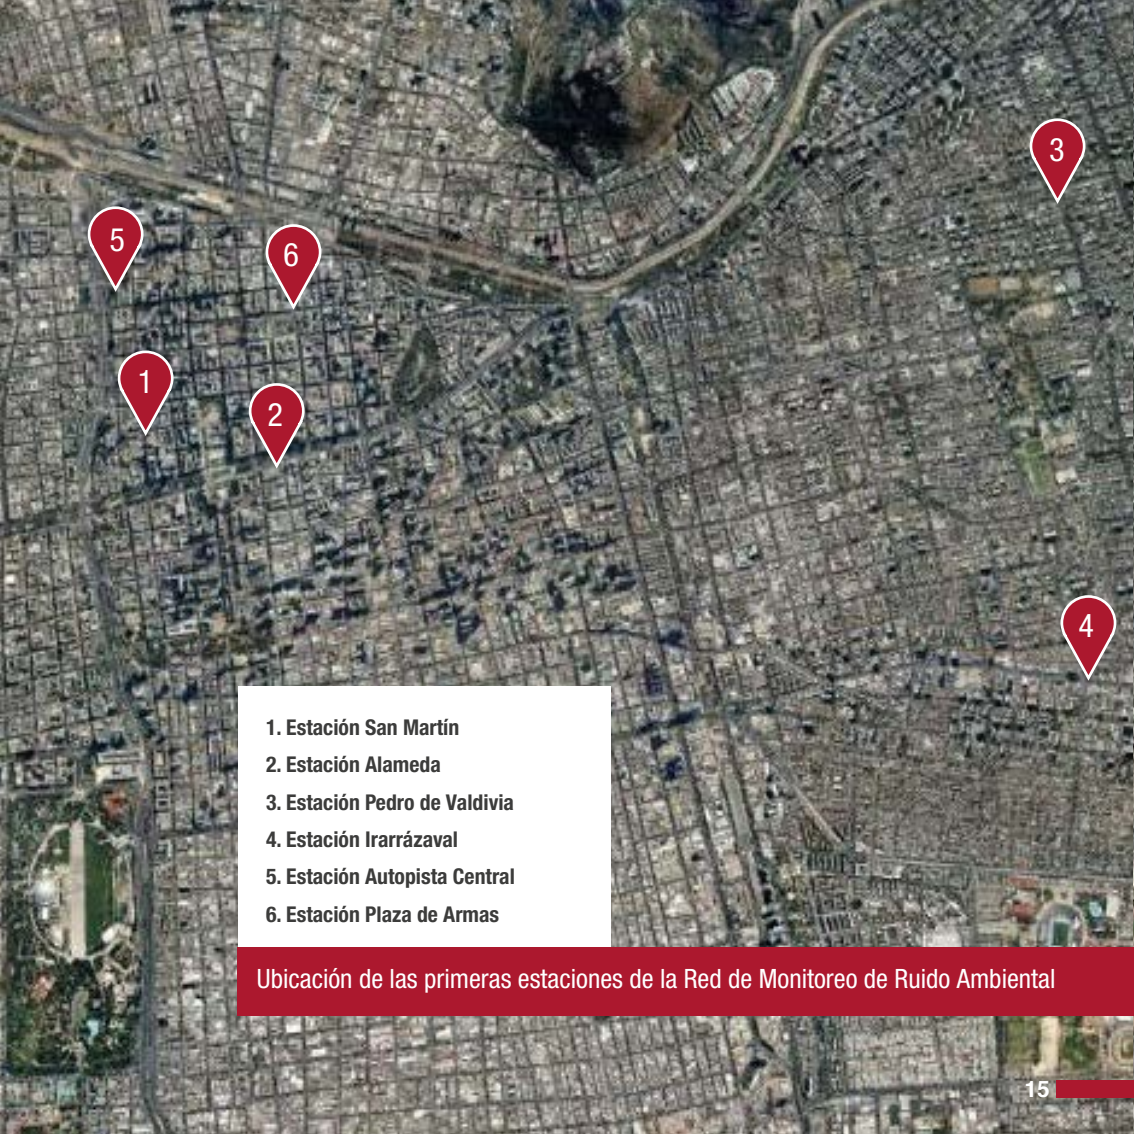 3
5
6
1
2
4
1. Estación San Martín
2. Estación Alameda
3. Estación Pedro de Valdivia
4. Estación Irarrázaval
5. Estación Autopista Central
6. Estación Plaza de Armas
Ubicación de las primeras estaciones de la Red de Monitoreo de Ruido Ambiental
15